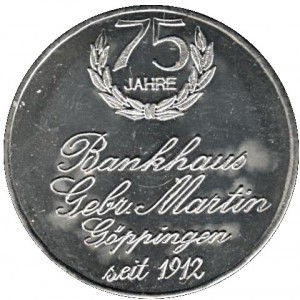 75
JAHRE
Bankhaus
Gebr. Martin
Göppingen
seit 1912